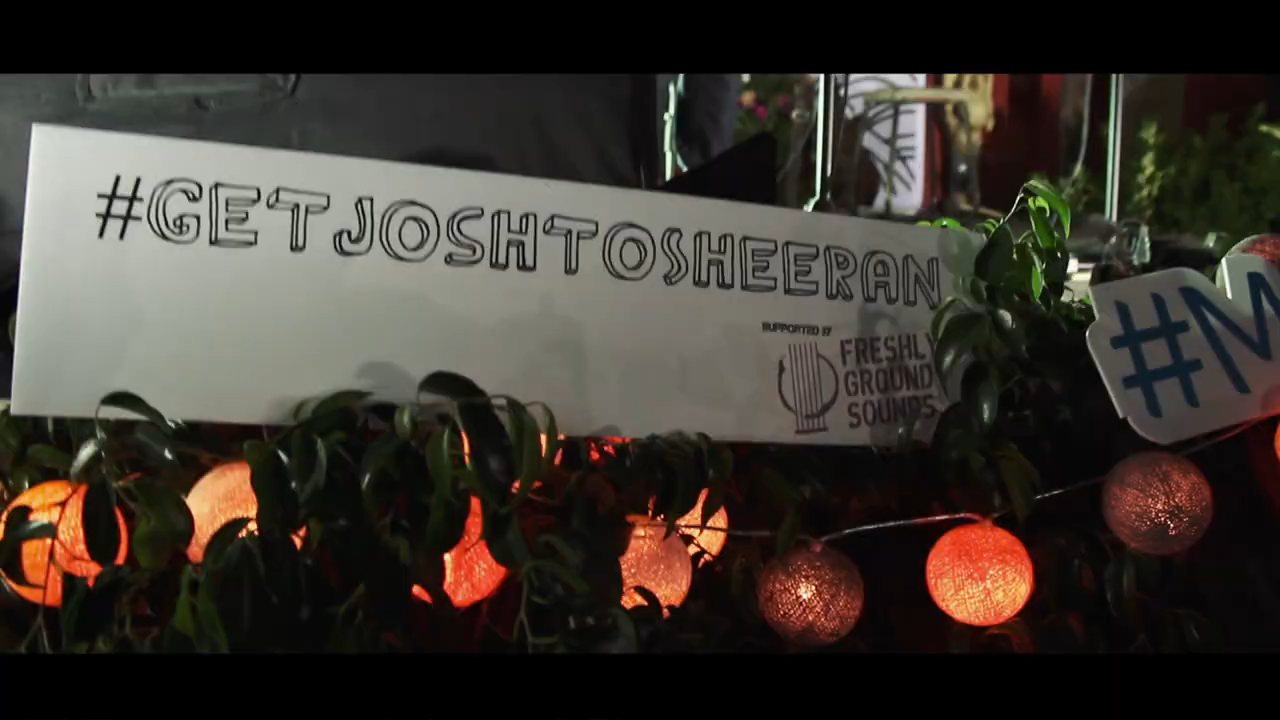 #GETJOSHTOSHEERAN
SUPPORTED BY
FRESHLY
GROUND
SOUNDS
#M